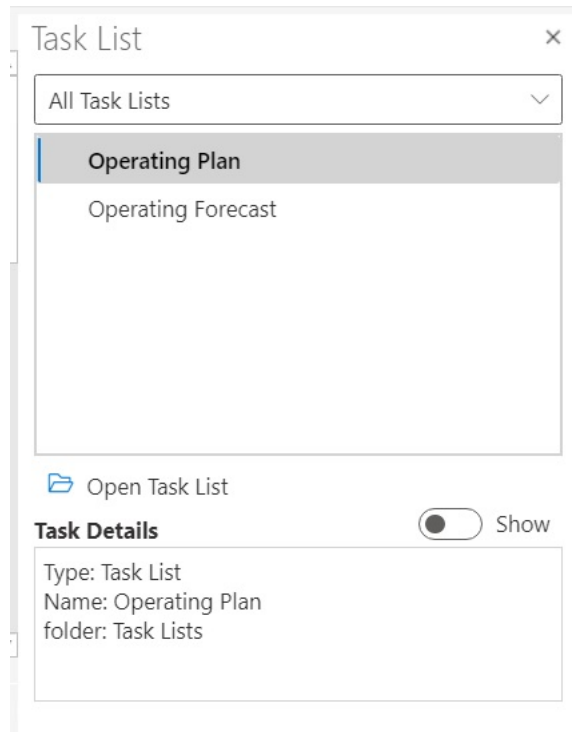 Task List
All Task Lists
Operating Plan
Operating Forecast
Open Task List
Task Details
Show
Type: Task List
Name: Operating Plan
folder: Task Lists